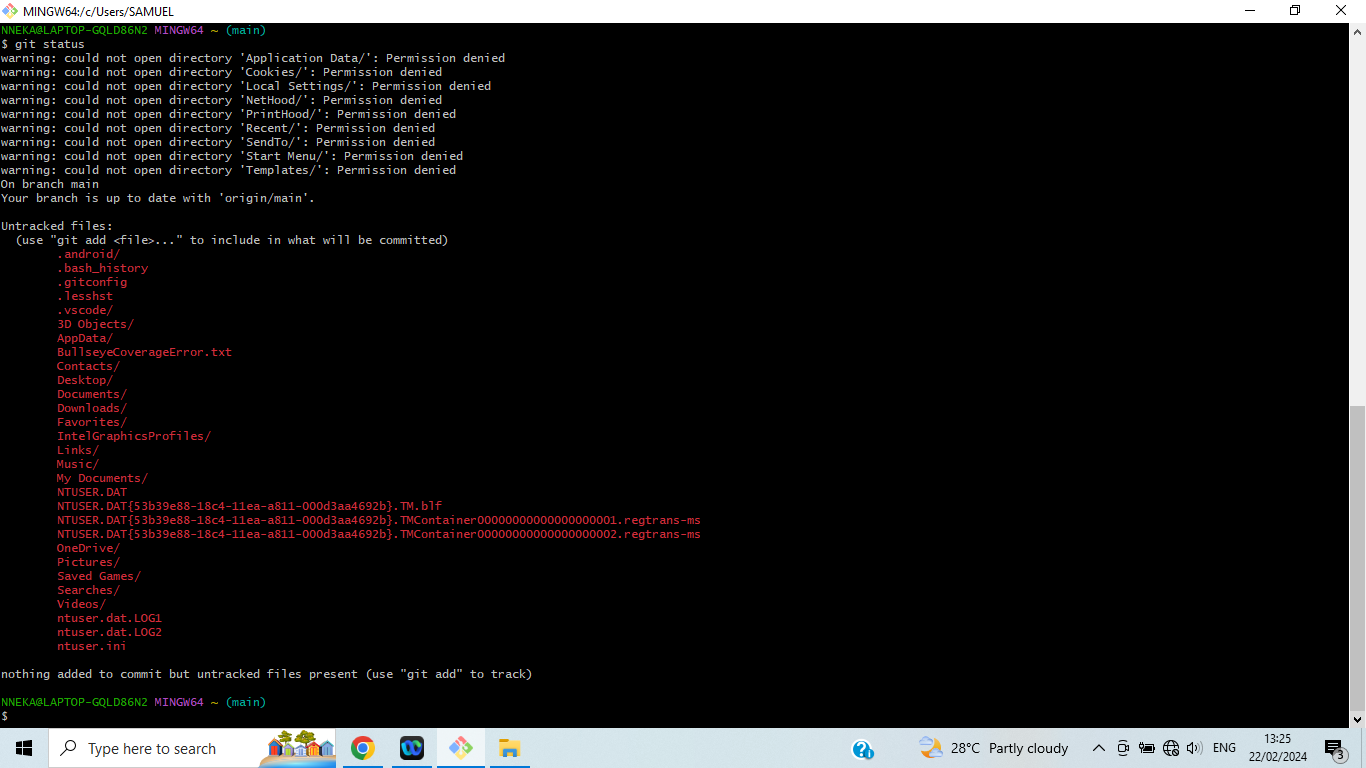 MINGW64:/c/Users/SAMUEL
NNEKA@LAPTOP-GQLD86N2 MINGW64 ~ (main)
$ git status
warning: could not open directory 'Application Data/': Permission denied
warning: could not open directory 'Cookies/': Permission denied
warning: could not open directory 'Local Settings/': Permission denied
warning: could not open directory 'NetHood/': Permission denied
warning: could not open directory 'PrintHood/': Permission denied
warning: could not open directory 'Recent/': Permission denied
warning: could not open directory 'SendTo/': Permission denied
warning: could not open directory 'Start Menu/': Permission denied
warning: could not open directory 'Templates/': Permission denied
On branch main
Your branch is up to date with 'origin/main'.
Untracked files:
(use "git add <file>..." to include in what will be committed)
.android/
.bash_history
.gitconfig
.lesshst
.vscode/
3D Objects/
AppData/
BullseyeCoverageError.txt
Contacts/
Desktop/
Documents/
Downloads/
Favorites/
IntelGraphicsProfiles/
Links/
Music/
My Documents/
NTUSER.DAT
NTUSER.DAT{53b39e88-18c4-11ea-a811-000d3aa4692b}.TM.blf
NTUSER.DAT{53b39e88-18c4-11ea-a811-000d3aa4692b}.TMContainer00000000000000000001.regtrans-ms
NTUSER.DAT{53b39e88-18c4-11ea-a811-000d3aa4692b}.TMContainer00000000000000000002.regtrans-ms
OneDrive/
Pictures/
Saved Games/
Searches/
Videos/
ntuser.dat.LOG1
ntuser.dat.LOG2
ntuser.ini
nothing added to commit but untracked files present (use "git add" to track)
NNEKA@LAPTOP-GQLD86N2 MINGW64 ~ (main)
$
Type here to search
28°C Partly cloudy
ENG
13:25
22/02/2024
3